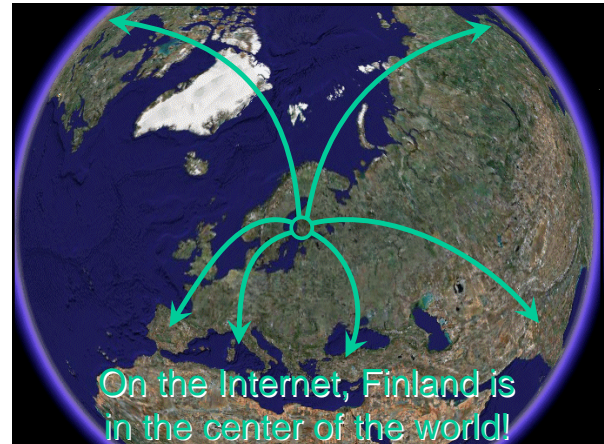 On the Internet, Finland is
in the center of the world!